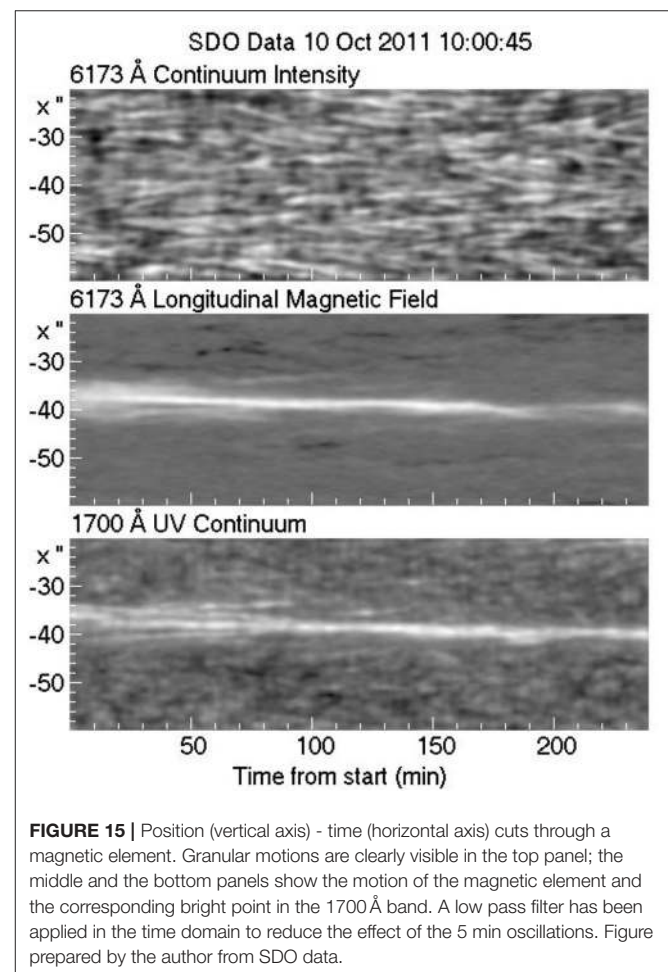 SDO Data 10 Oct 2011 10:00:45
6173 Å Continuum Intensity
x "
-30
-40
-50
6173 Å Longitudinal Magnetic Field
x "
-30
-40
-50
1700 Å UV Continuum
x "
-30
-40
-50
50 100 150 200
Time from start (min)
FIGURE 15 | Position (vertical axis) - time (horizontal axis) cuts through a
magnetic element. Granular motions are clearly visible in the top panel; the
middle and the bottom panels show the motion of the magnetic element and
the corresponding bright point in the 1700 Å band. A low pass filter has been
applied in the time domain to reduce the effect of the 5 min oscillations. Figure
prepared by the author from SDO data.